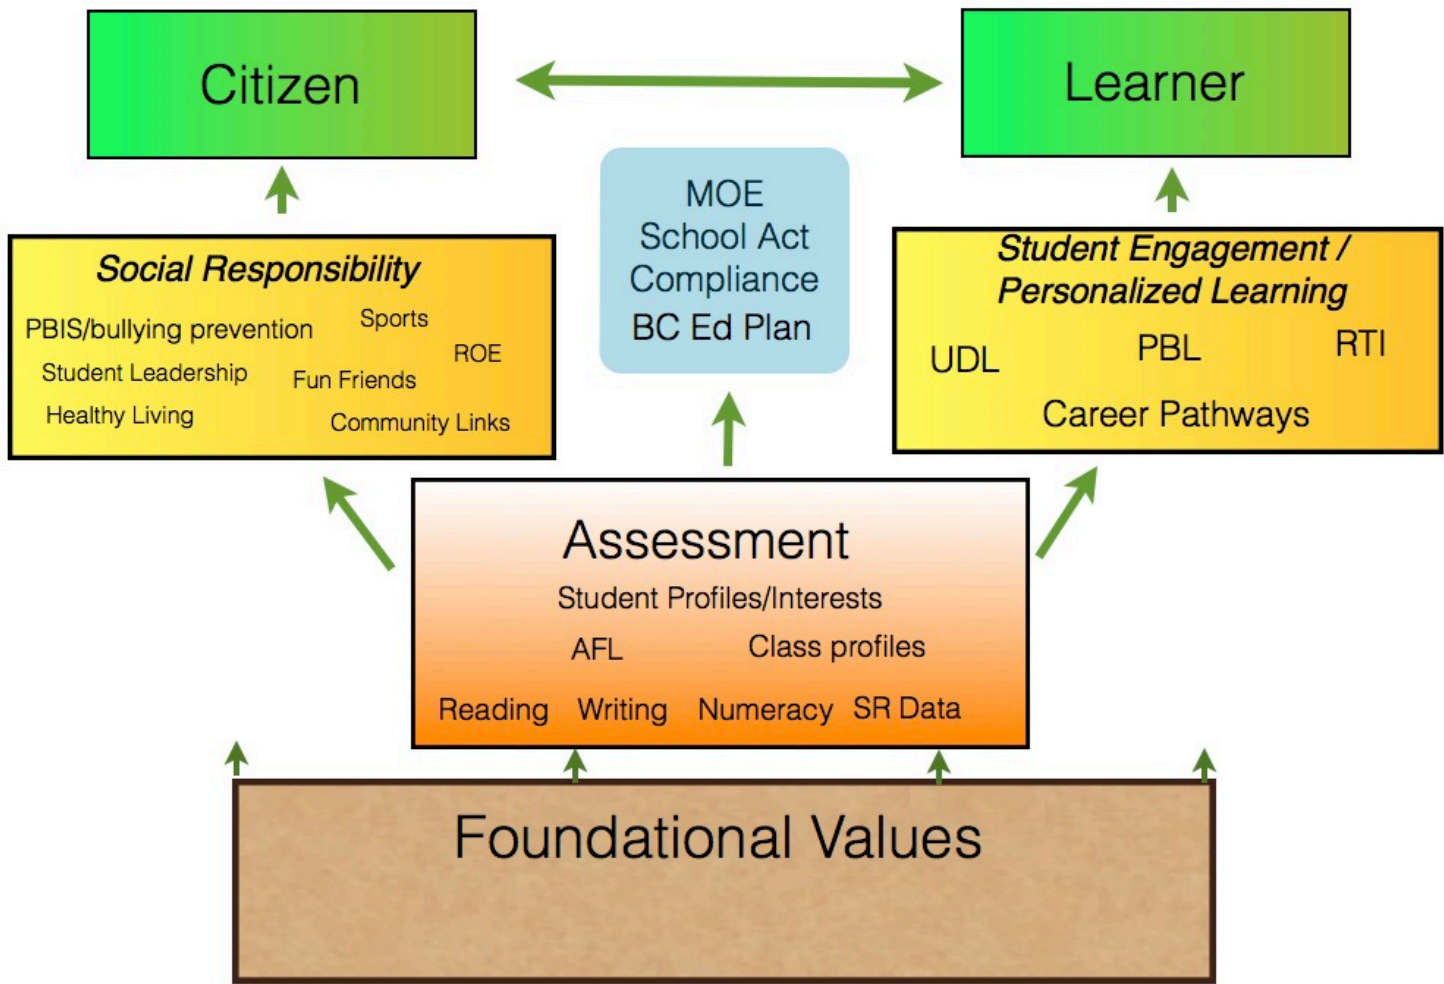 Citizen
Learner
MOE
School Act
Compliance
BC Ed Plan
Social Responsibility
PBIS/bullying prevention
Sports
ROE
Student Leadership
Fun Friends
Healthy Living
Community Links
Student Engagement /
Personalized Learning
UDL
PBL
RTI
Career Pathways
Assessment
Student Profiles/Interests
AFL
Class profiles
Reading
Writing
Numeracy
SR Data
Foundational Values